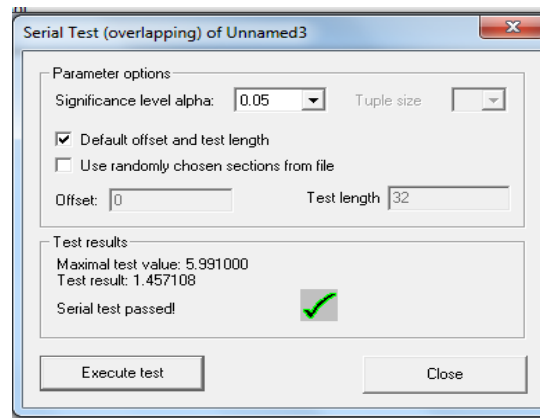 Serial Test (overlapping) of Unnamed3
Parameter options
Significance level alpha: 0.05 Tuple size
Default offset and test length
Use randomly chosen sections from file
Offset: 0 Test length 32
Test results
Maximal test value: 5.991000
Test result: 1.457108
Serial test passed!
Execute test Close